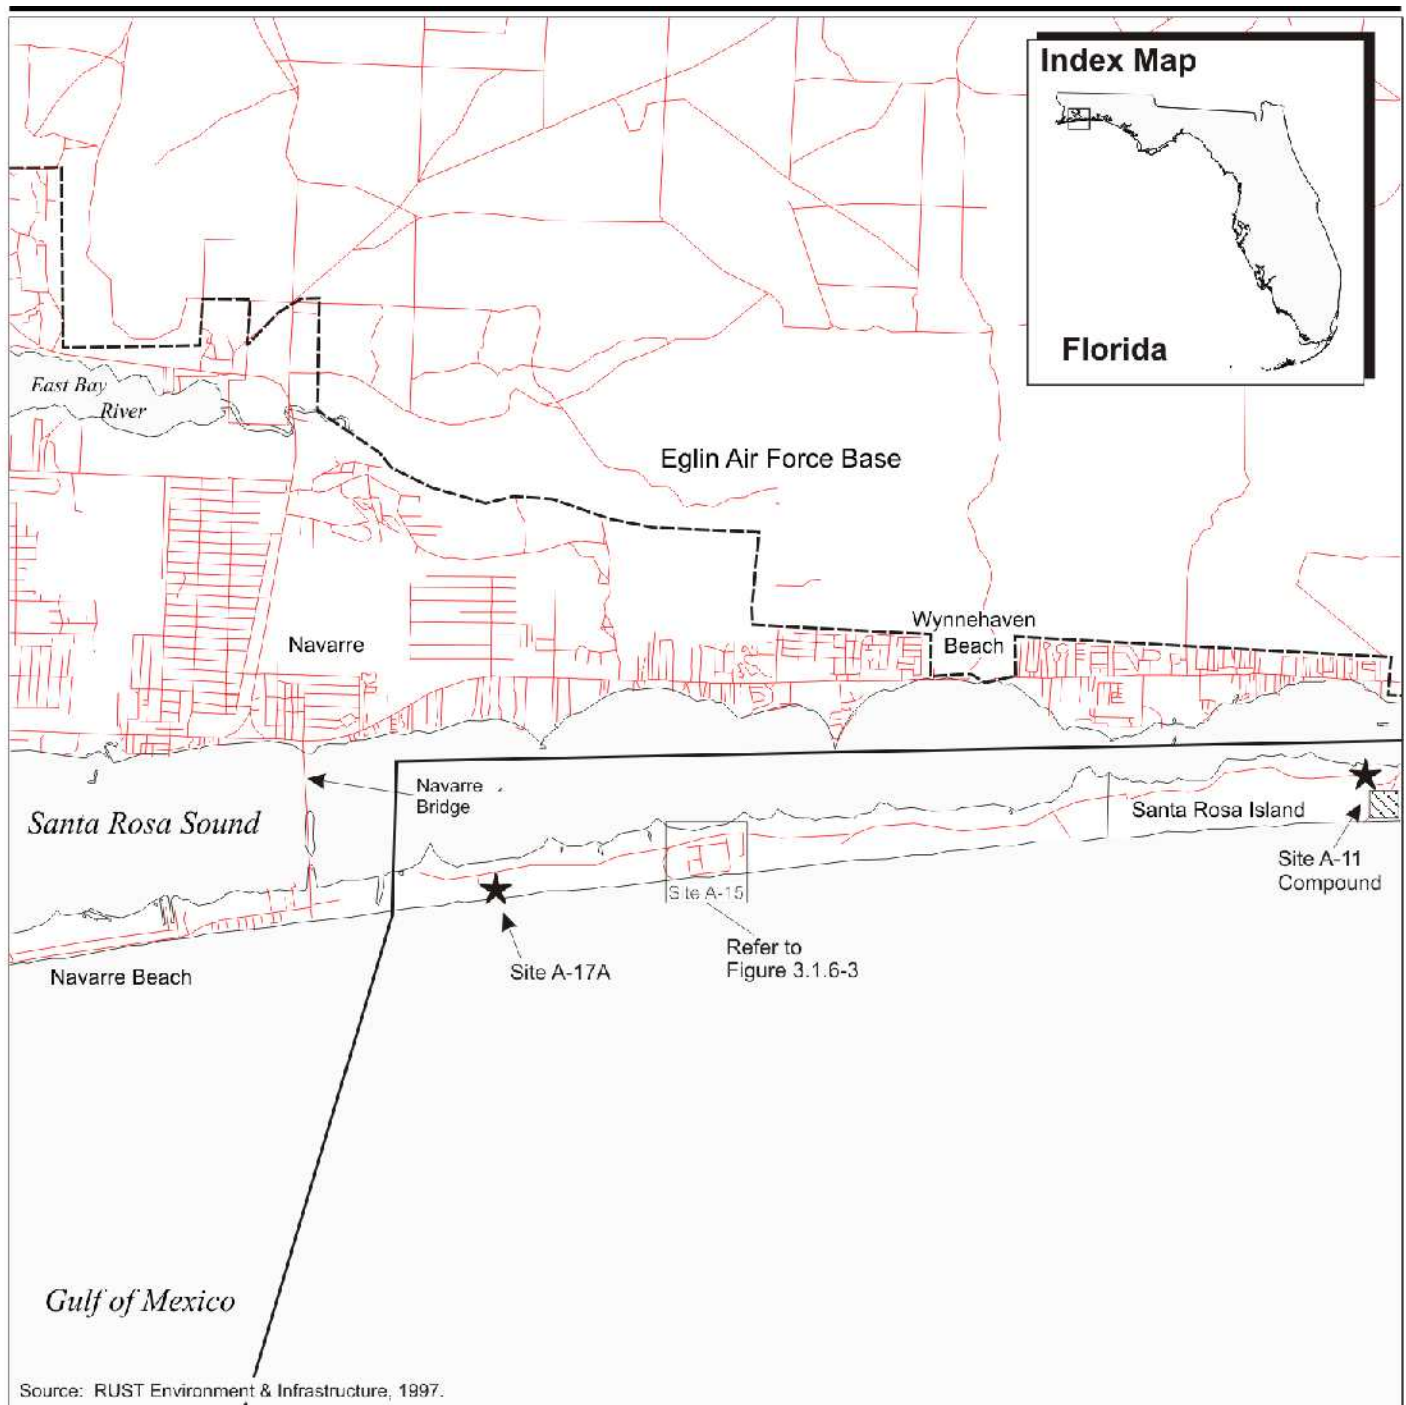 Index Map
Florida
East Bay
River
Eglin Air Force Base
Wynnehaven
Beach
Navarre
Navarre
Bridge
Santa Rosa Sound
Santa Rosa Island
Site A-11
Compound
Site A-15
Refer to
Figure 3.1.6-3
Site A-17A
Navarre Beach
Gulf of Mexico
Source: RUST Environment & Infrastructure, 1997.